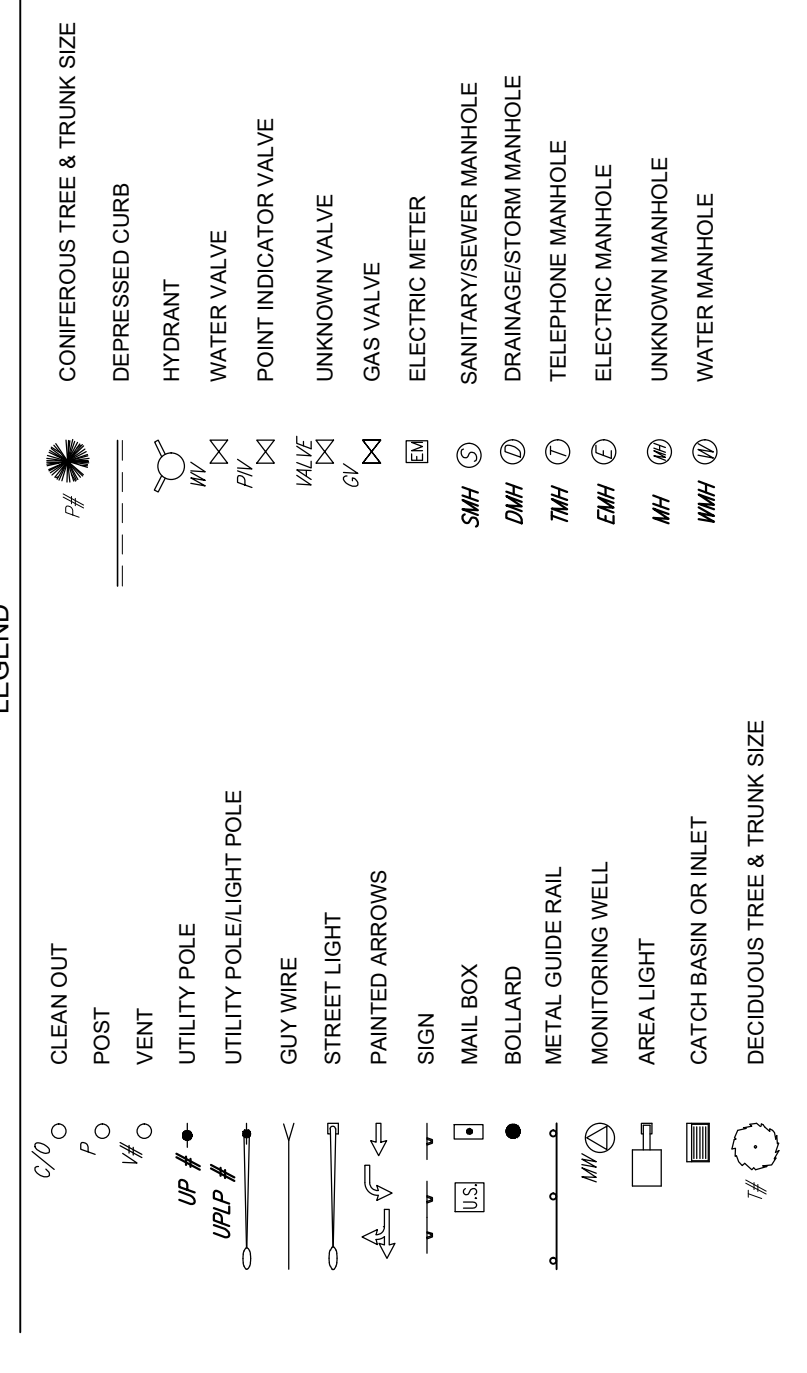 LEGEND
C/O CLEAN OUT
P POST
V# VENT
UP # UTILITY POLE
UPLP # UTILITY POLE/LIGHT POLE
GUY WIRE
STREET LIGHT
PAINTED ARROWS
SIGN
U.S. MAIL BOX
BOLLARD
METAL GUIDE RAIL
MW MONITORING WELL
AREA LIGHT
CATCH BASIN OR INLET
T# DECIDUOUS TREE & TRUNK SIZE
P# CONIFEROUS TREE & TRUNK SIZE
DEPRESSED CURB
HYDRANT
WV WATER VALVE
PIV POINT INDICATOR VALVE
VALVE UNKNOWN VALVE
GV GAS VALVE
EM ELECTRIC METER
SMH S SANITARY/SEWER MANHOLE
DMH D DRAINAGE/STORM MANHOLE
TMH T TELEPHONE MANHOLE
EMH E ELECTRIC MANHOLE
MH MH UNKNOWN MANHOLE
WMH W WATER MANHOLE